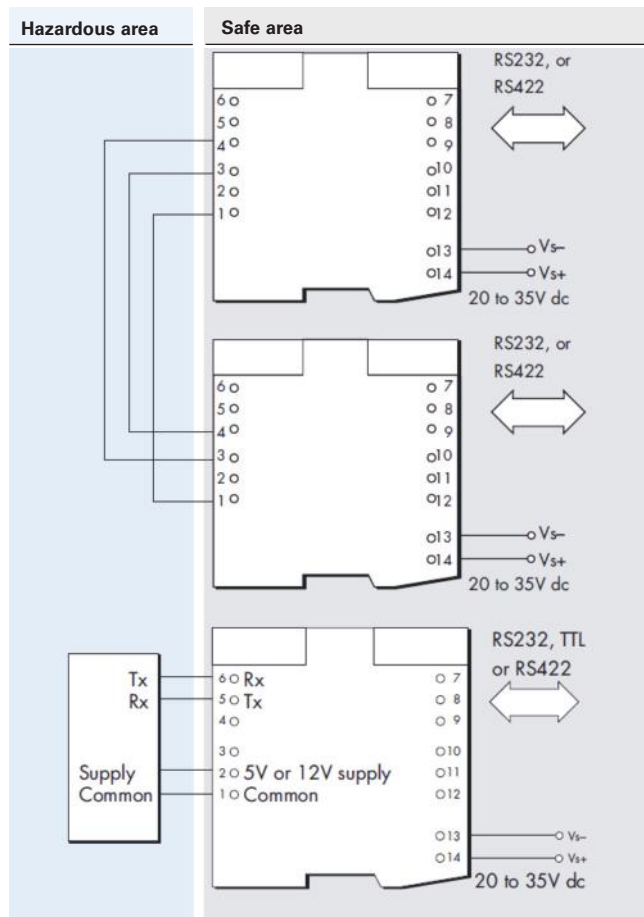 Hazardous area
Safe area
RS232, or
RS422
6 7
5 8
4 9
3 10
2 11
1 12
13 Vs–
14 Vs+
20 to 35V dc
RS232, or
RS422
6 7
5 8
4 9
3 10
2 11
1 12
13 Vs–
14 Vs+
20 to 35V dc
RS232, TTL
or RS422
Tx 6 Rx 7
Rx 5 Tx 8
4 9
3 10
Supply 2 5V or 12V supply 11
Common 1 Common 12
13 Vs–
14 Vs+
20 to 35V dc